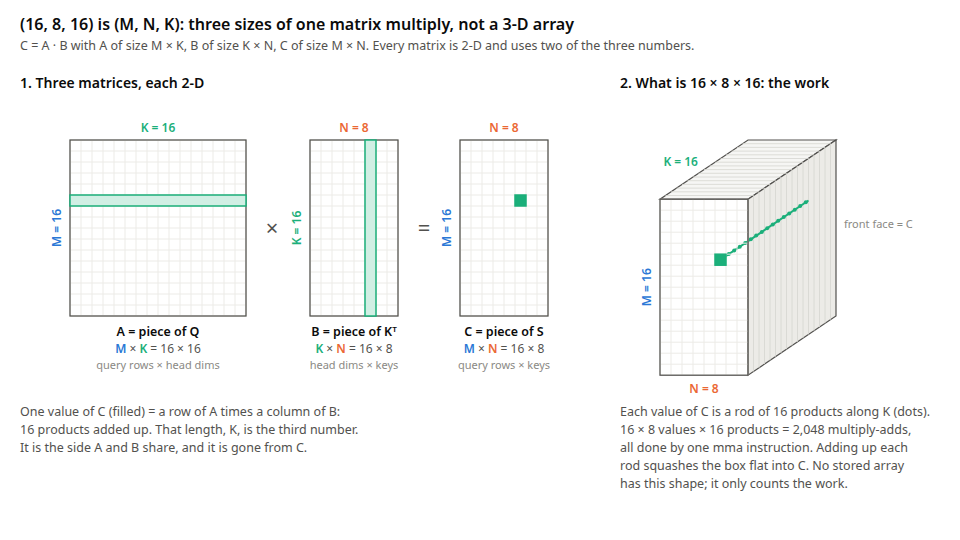 (16, 8, 16) is (M, N, K): three sizes of one matrix multiply, not a 3-D array
C = A · B with A of size M × K, B of size K × N, C of size M × N. Every matrix is 2-D and uses two of the three numbers.
1. Three matrices, each 2-D
K = 16
M = 16
A = piece of Q
M × K = 16 × 16
query rows × head dims
×
N = 8
K = 16
B = piece of Kᵀ
K × N = 16 × 8
head dims × keys
=
N = 8
M = 16
C = piece of S
M × N = 16 × 8
query rows × keys
One value of C (filled) = a row of A times a column of B:
16 products added up. That length, K, is the third number.
It is the side A and B share, and it is gone from C.
2. What is 16 × 8 × 16: the work
K = 16
M = 16
front face = C
N = 8
Each value of C is a rod of 16 products along K (dots).
16 × 8 values × 16 products = 2,048 multiply-adds,
all done by one mma instruction. Adding up each
rod squashes the box flat into C. No stored array
has this shape; it only counts the work.